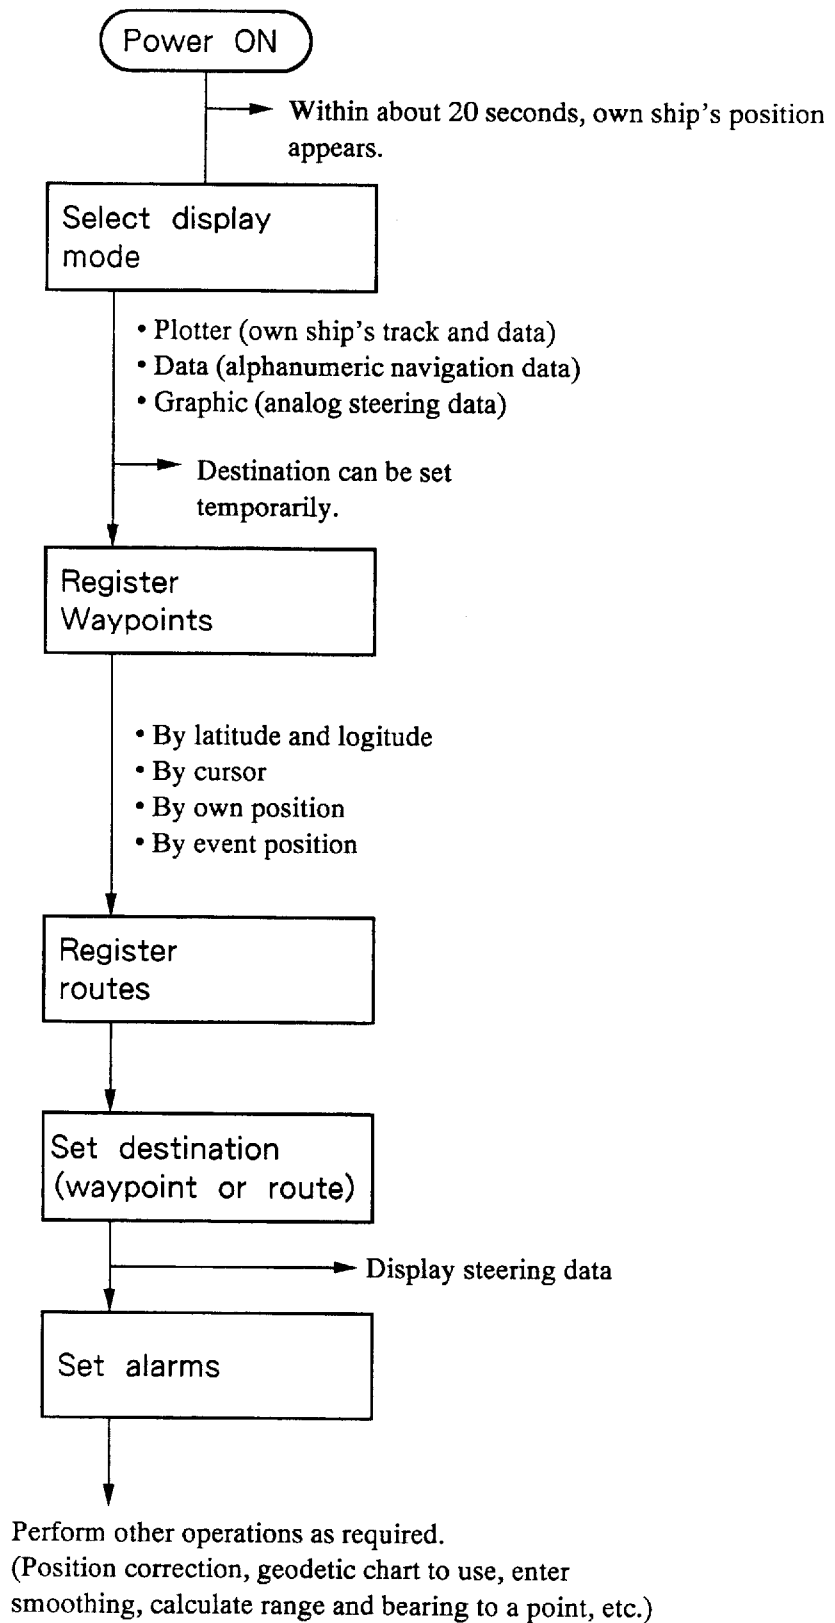 Power ON
Within about 20 seconds, own ship's position
appears.
Select display
mode
• Plotter (own ship's track and data)
• Data (alphanumeric navigation data)
• Graphic (analog steering data)
Destination can be set
temporarily.
Register
Waypoints
• By latitude and logitude
• By cursor
• By own position
• By event position
Register
routes
Set destination
(waypoint or route)
Display steering data
Set alarms
Perform other operations as required.
(Position correction, geodetic chart to use, enter
smoothing, calculate range and bearing to a point, etc.)